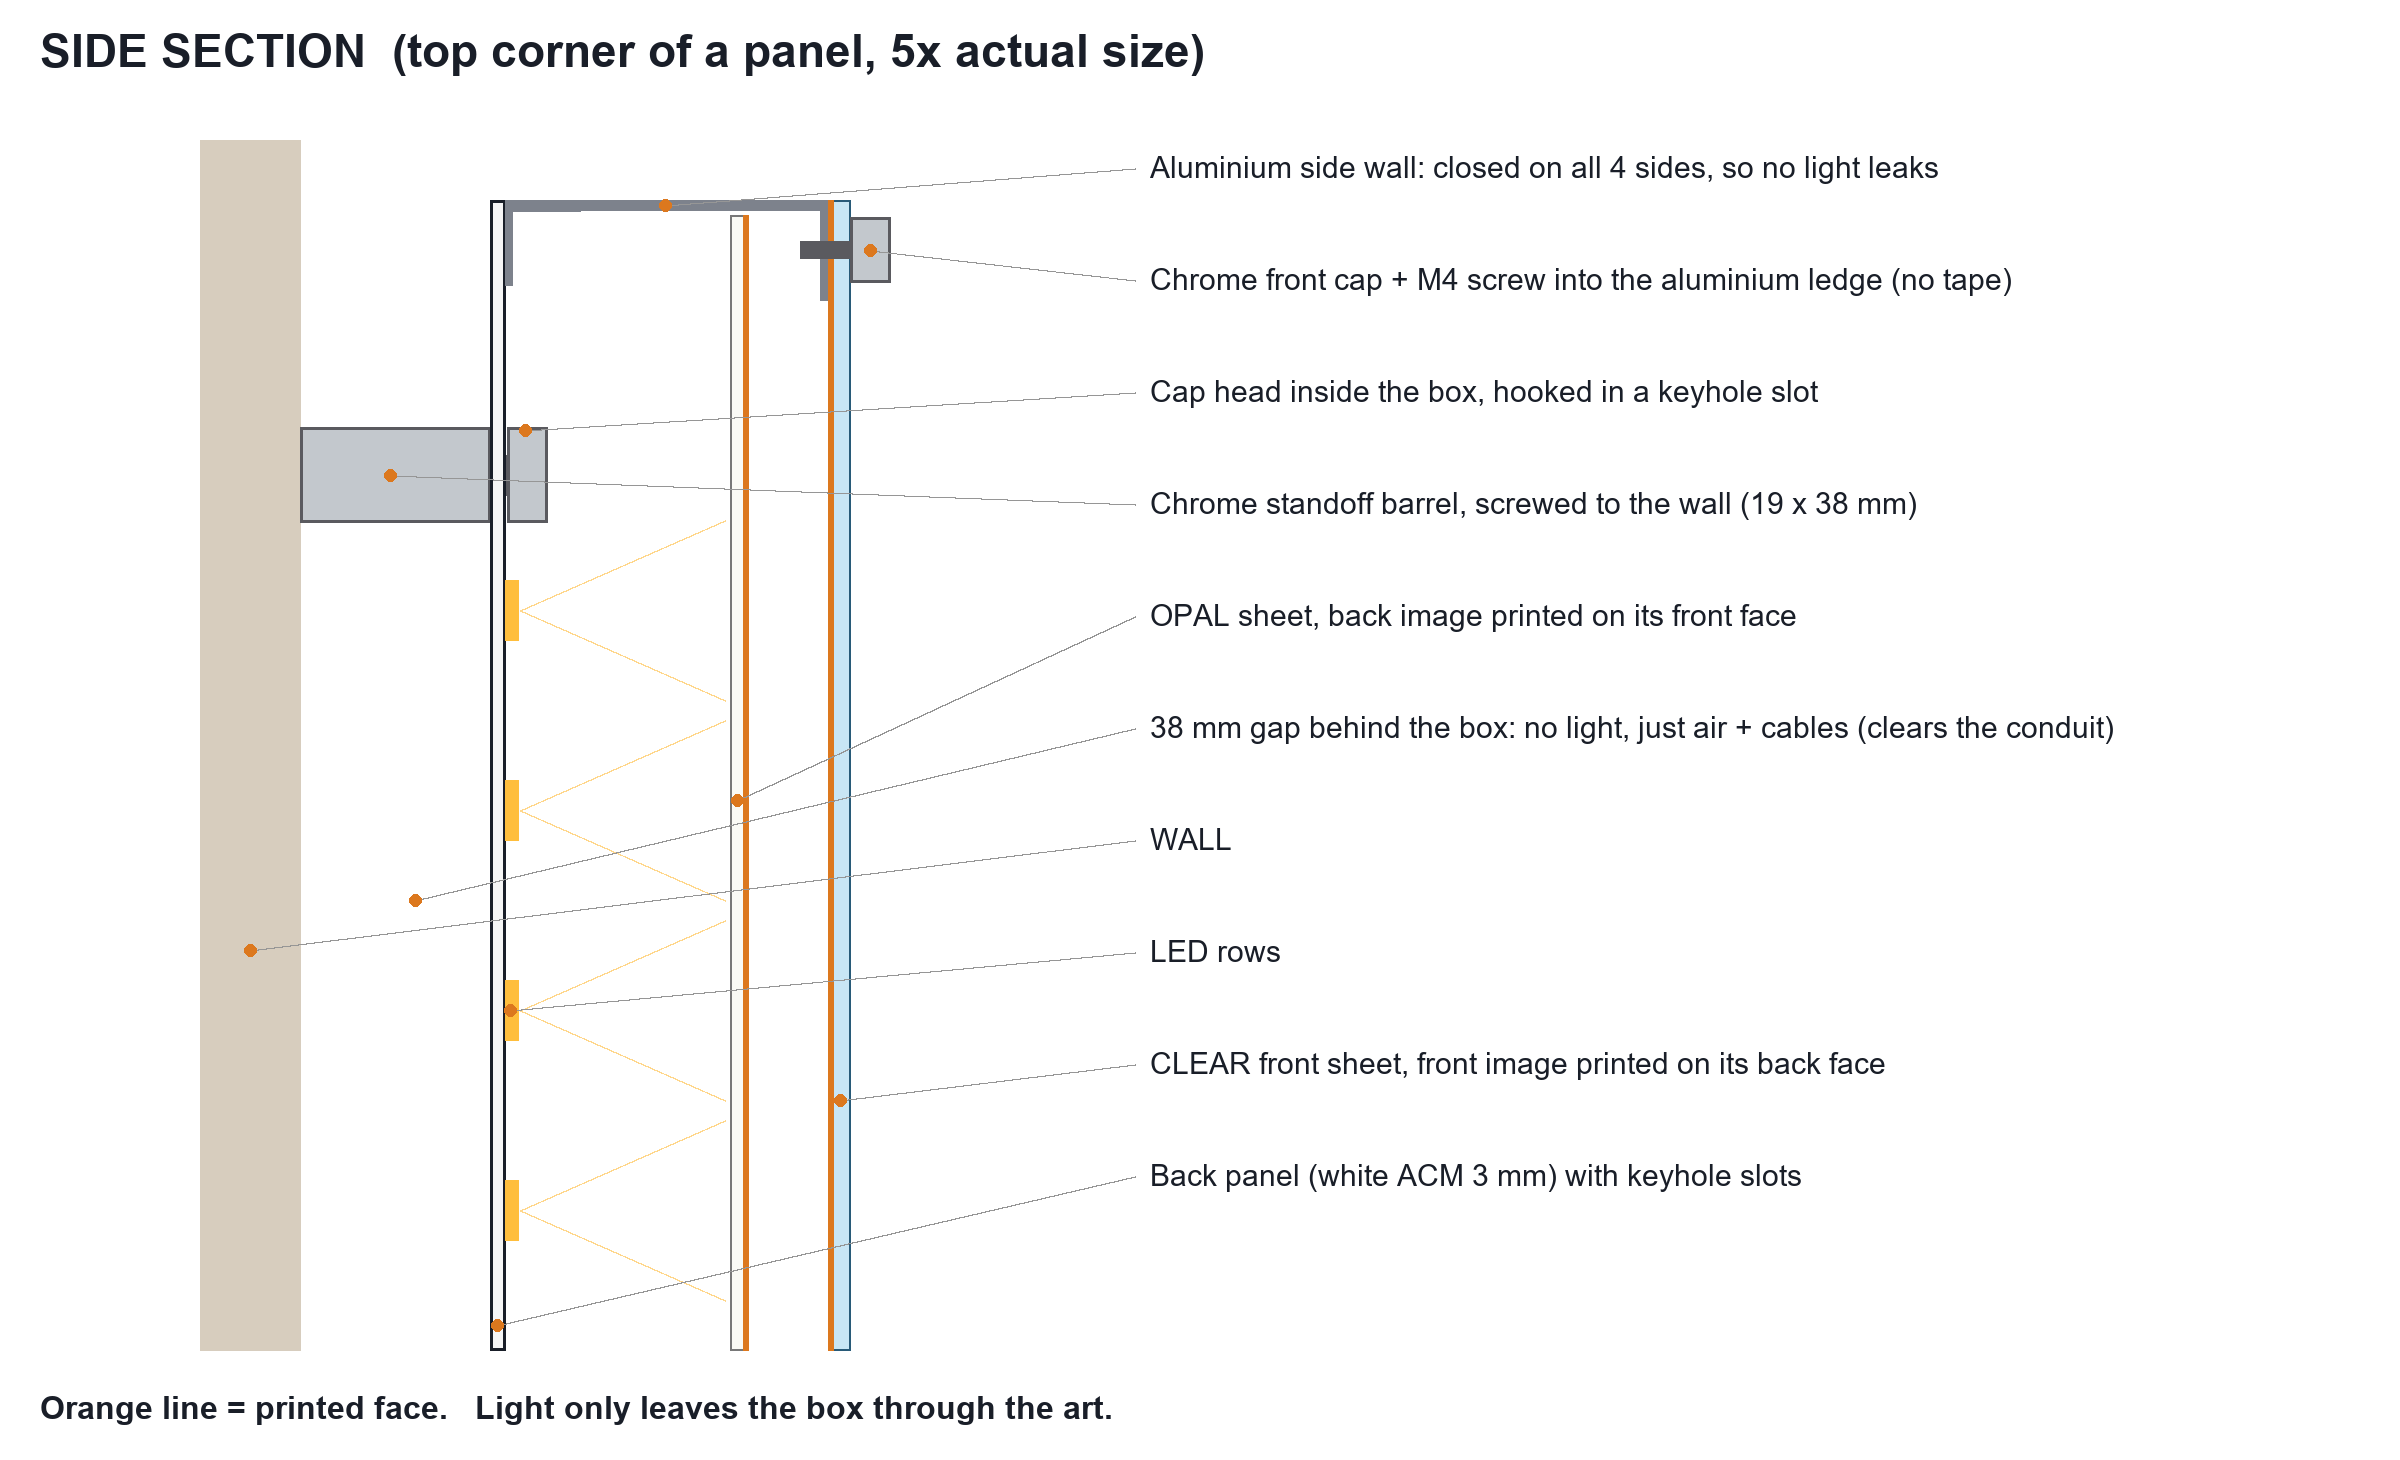 SIDE SECTION (top corner of a panel, 5x actual size)
Aluminium side wall: closed on all 4 sides, so no light leaks
Chrome front cap + M4 screw into the aluminium ledge (no tape)
Cap head inside the box, hooked in a keyhole slot
Chrome standoff barrel, screwed to the wall (19 x 38 mm)
OPAL sheet, back image printed on its front face
38 mm gap behind the box: no light, just air + cables (clears the conduit)
WALL
LED rows
CLEAR front sheet, front image printed on its back face
Back panel (white ACM 3 mm) with keyhole slots
Orange line = printed face. Light only leaves the box through the art.